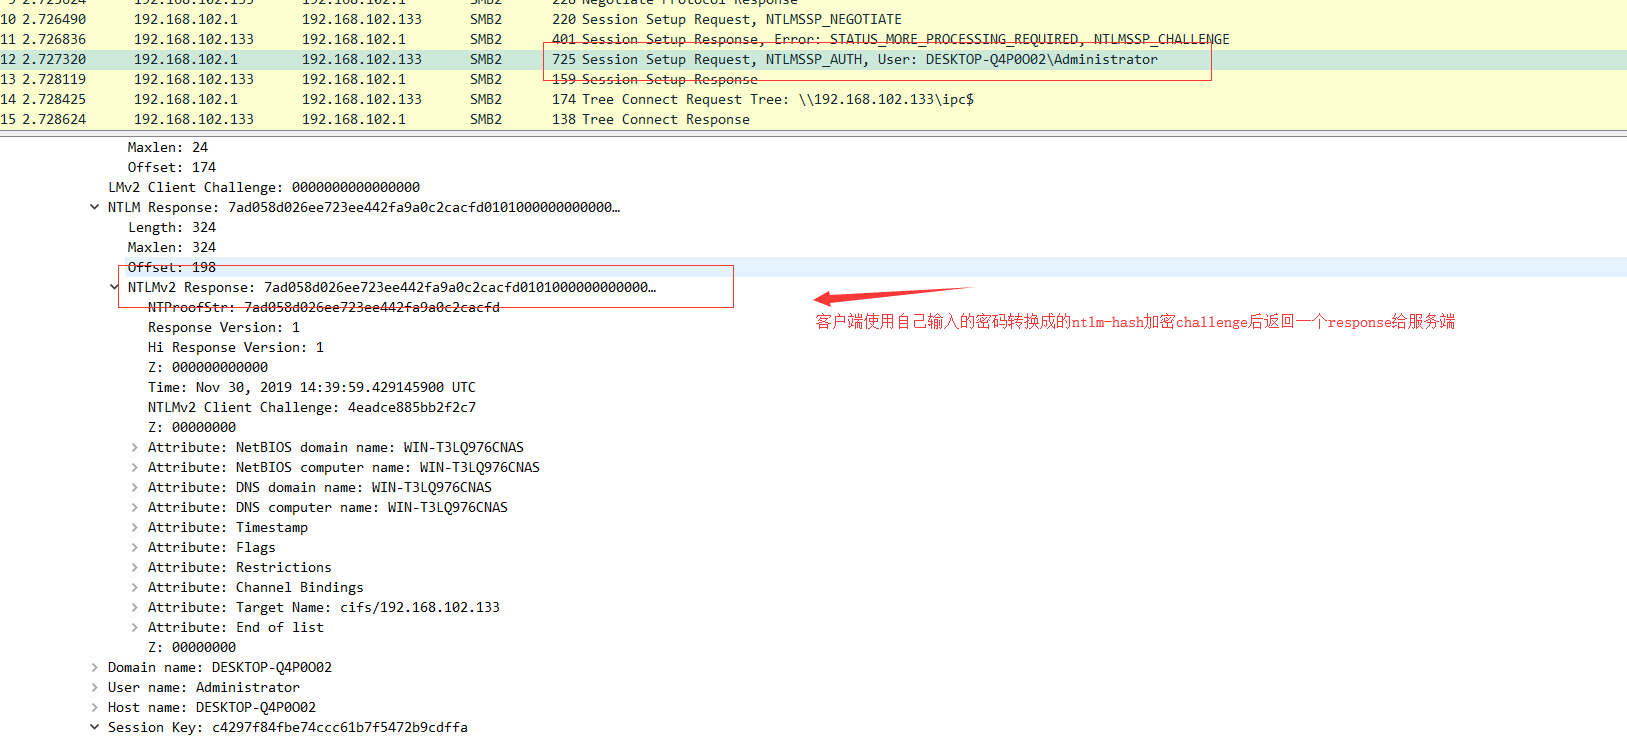 10 2.726490 192.168.102.1 192.168.102.133 SMB2 220 Session Setup Request, NTLMSSP_NEGOTIATE
11 2.726836 192.168.102.133 192.168.102.1 SMB2 401 Session Setup Response, Error: STATUS_MORE_PROCESSING_REQUIRED, NTLMSSP_CHALLENGE
12 2.727320 192.168.102.1 192.168.102.133 SMB2 725 Session Setup Request, NTLMSSP_AUTH, User: DESKTOP-Q4P0O02\Administrator
13 2.728119 192.168.102.133 192.168.102.1 SMB2 159 Session Setup Response
14 2.728425 192.168.102.1 192.168.102.133 SMB2 174 Tree Connect Request Tree: \\192.168.102.133\ipc$
15 2.728624 192.168.102.133 192.168.102.1 SMB2 138 Tree Connect Response
Maxlen: 24
Offset: 174
LMv2 Client Challenge: 0000000000000000
NTLM Response: 7ad058d026ee723ee442fa9a0c2cacfd0101000000000000…
Length: 324
Maxlen: 324
Offset: 198
NTLMv2 Response: 7ad058d026ee723ee442fa9a0c2cacfd0101000000000000…
NTProofStr: 7ad058d026ee723ee442fa9a0c2cacfd
客户端使用自己输入的密码转换成的ntlm-hash加密challenge后返回一个response给服务端
Response Version: 1
Hi Response Version: 1
Z: 000000000000
Time: Nov 30, 2019 14:39:59.429145900 UTC
NTLMv2 Client Challenge: 4eadce885bb2f2c7
Z: 00000000
Attribute: NetBIOS domain name: WIN-T3LQ976CNAS
Attribute: NetBIOS computer name: WIN-T3LQ976CNAS
Attribute: DNS domain name: WIN-T3LQ976CNAS
Attribute: DNS computer name: WIN-T3LQ976CNAS
Attribute: Timestamp
Attribute: Flags
Attribute: Restrictions
Attribute: Channel Bindings
Attribute: Target Name: cifs/192.168.102.133
Attribute: End of list
Z: 00000000
Domain name: DESKTOP-Q4P0O02
User name: Administrator
Host name: DESKTOP-Q4P0O02
Session Key: c4297f84fbe74ccc61b7f5472b9cdffa